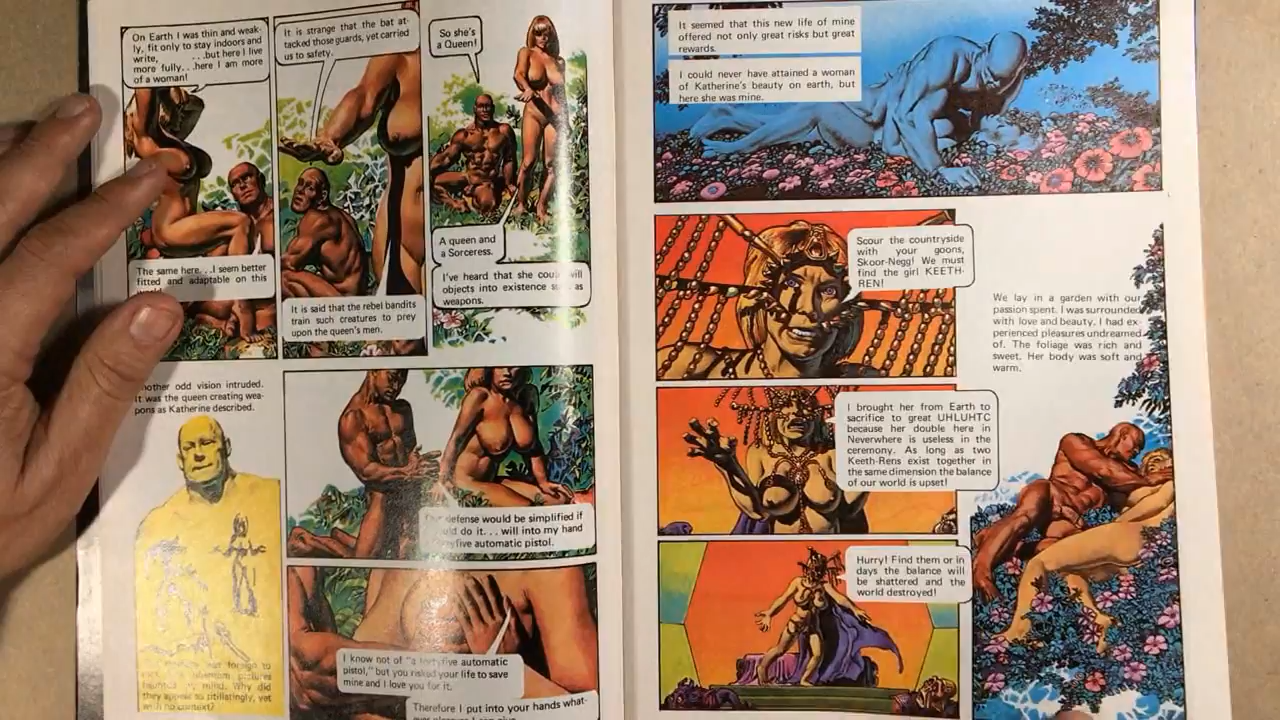 On Earth I was thin and weak-
ly, fit only to stay indoors and
write, . . .but here I live
more fully. . .here I am more
of a woman!
The same here. . .I seem better
fitted and adaptable on this
It is strange that the bat at-
tacked those guards, yet carried
us to safety.
It is said that the rebel bandits
train such creatures to prey
upon the queen's men.
So she's
a Queen!
A queen and
a Sorceress.
I've heard that she could will
objects into existence as
weapons.
Another odd vision intruded.
It was the queen creating wea-
pons as Katherine described.
was foreign to
pictures
mind. Why did
they appear so titillatingly, yet
with no context?
defense would be simplified if
do it. . . will into my hand
automatic pistol.
I know not of "a fortyfive automatic
pistol," but you risked your life to save
mine and I love you for it.
Therefore I put into your hands what-
It seemed that this new life of mine
offered not only great risks but great
rewards.
I could never have attained a woman
of Katherine's beauty on earth, but
here she was mine.
Scour the countryside
with your goons,
Skoor-Negg! We must
find the girl KEETH-
REN!
I brought her from Earth to
sacrifice to great UHLUHTC
because her double here in
Neverwhere is useless in the
ceremony. As long as two
Keeth-Rens exist together in
the same dimension the balance
of our world is upset!
Hurry! Find them or in
days the balance will
be shattered and the
world destroyed!
We lay in a garden with our
passion spent. I was surrounded
with love and beauty. I had ex-
perienced pleasures undreamed
of. The foliage was rich and
sweet. Her body was soft and
warm.